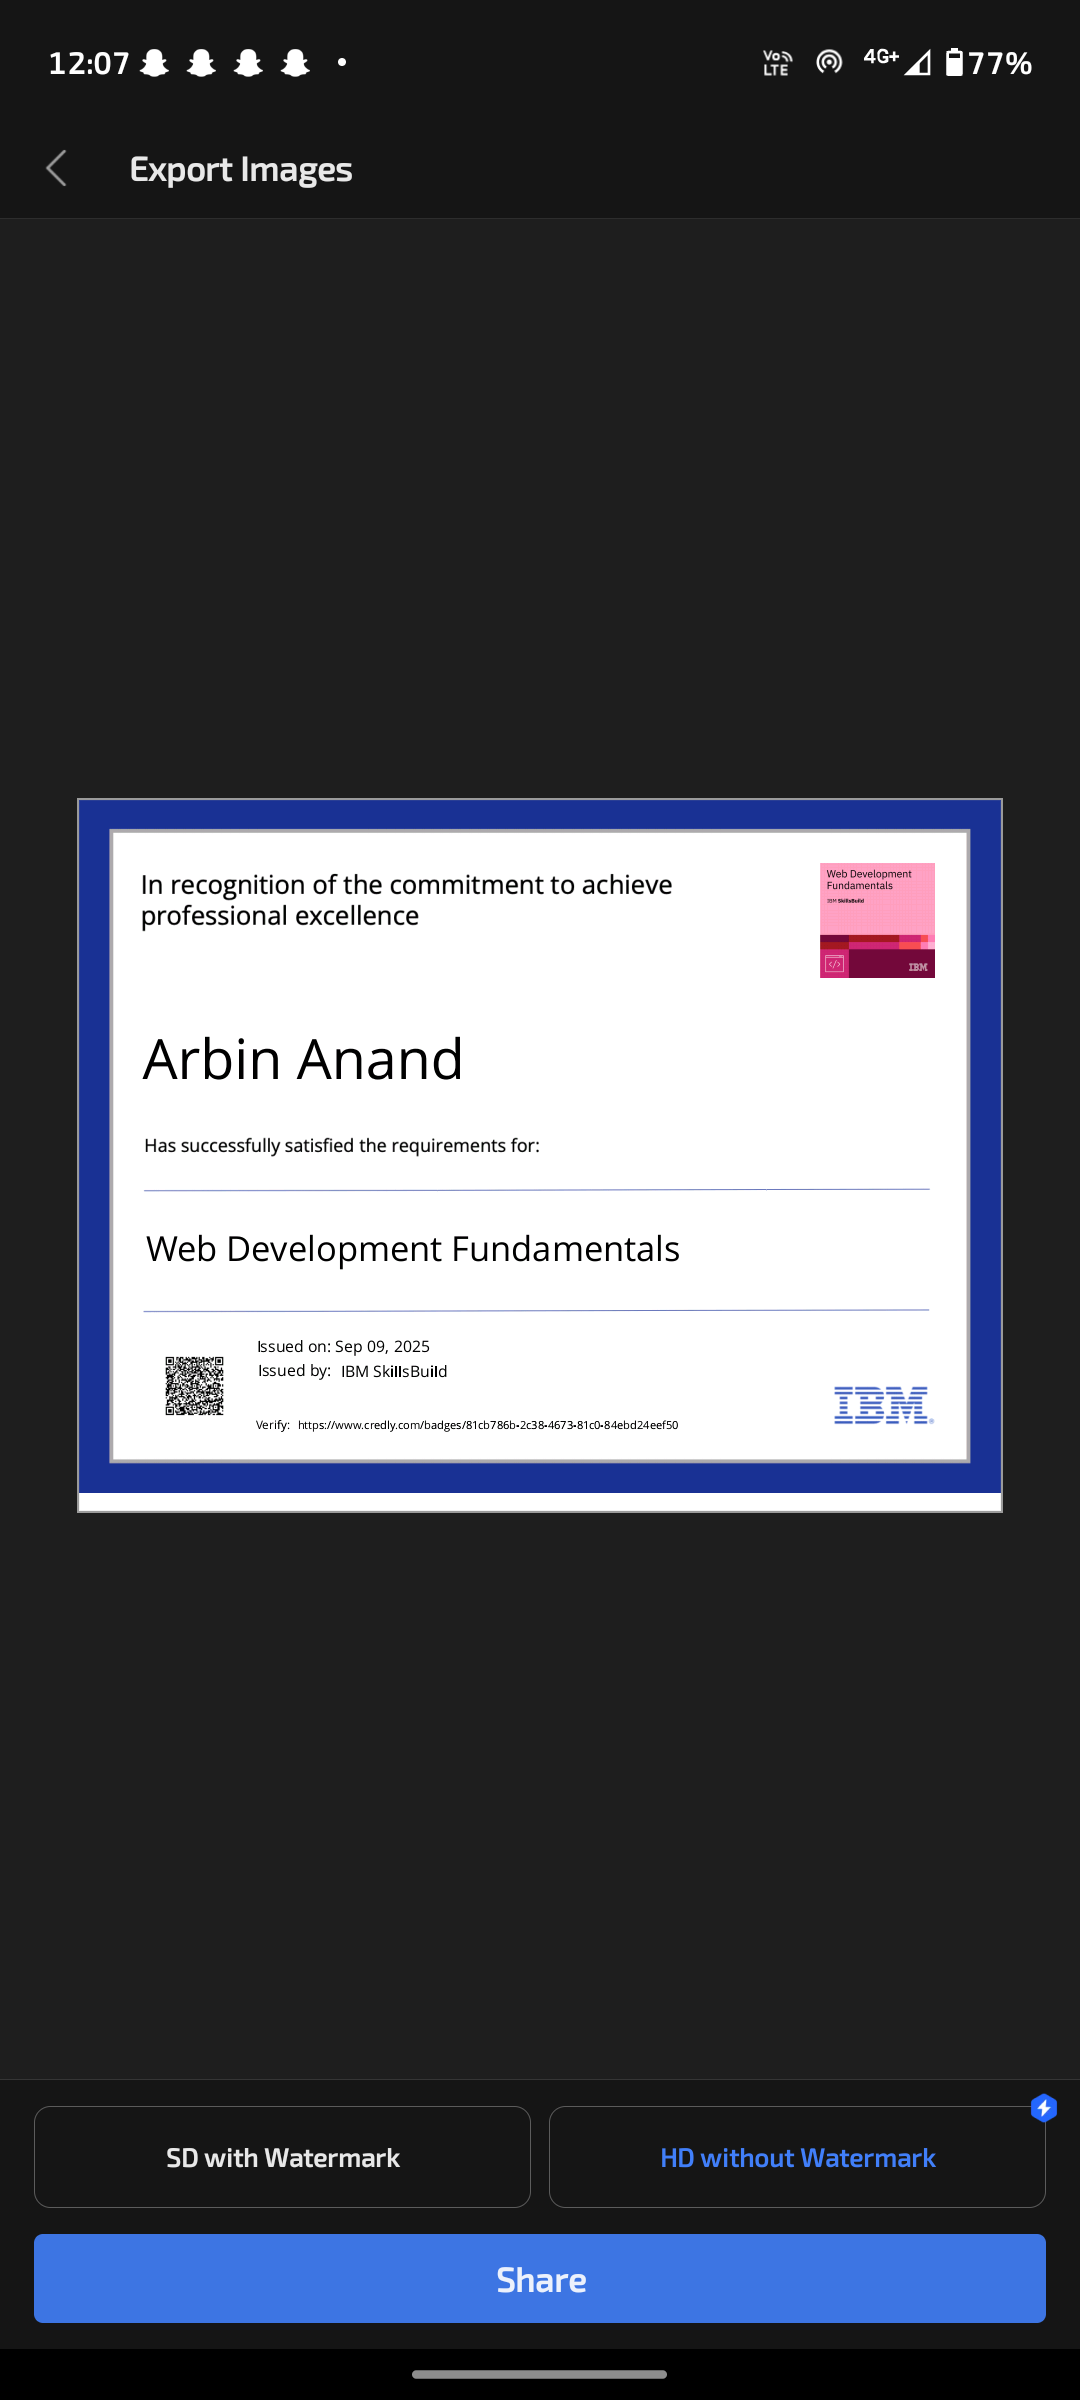 12:07
Vo LTE 4G+ 77%
Export Images
In recognition of the commitment to achieve
professional excellence
Web Development
Fundamentals
IBM SkillsBuild
</>
IBM
Arbin Anand
Has successfully satisfied the requirements for:
Web Development Fundamentals
Issued on: Sep 09, 2025
Issued by: IBM SkillsBuild
Verify: https://www.credly.com/badges/81cb786b-2c38-4673-81c0-84ebd24eef50
IBM®
SD with Watermark
HD without Watermark
Share